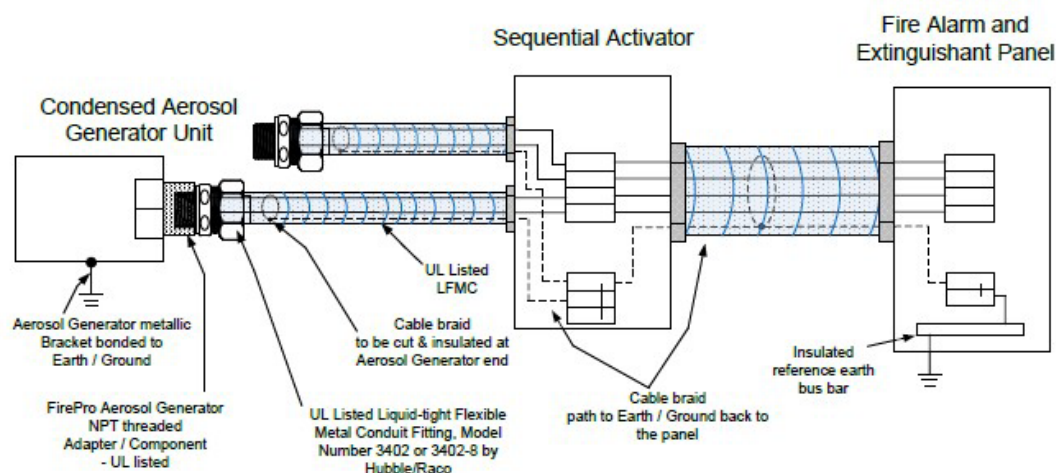 Sequential Activator
Fire Alarm and
Extinguishant Panel
Condensed Aerosol
Generator Unit
UL Listed
LFMC
Aerosol Generator metallic
Bracket bonded to
Earth / Ground
Cable braid
to be cut & insulated at
Aerosol Generator end
Insulated
reference earth
bus bar
Cable braid
path to Earth / Ground back to
the panel
FirePro Aerosol Generator
NPT threaded
Adapter / Component
- UL listed
UL Listed Liquid-tight Flexible
Metal Conduit Fitting, Model
Number 3402 or 3402-8 by
Hubble/Raco